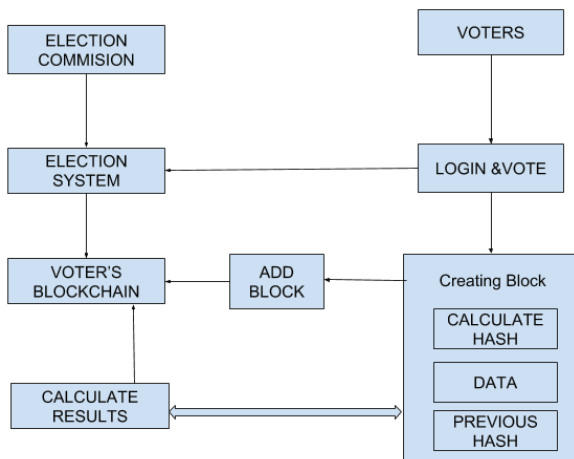 ELECTION
COMMISION
VOTERS
ELECTION
SYSTEM
LOGIN &VOTE
VOTER'S
BLOCKCHAIN
ADD
BLOCK
Creating Block
CALCULATE
HASH
DATA
PREVIOUS
HASH
CALCULATE
RESULTS